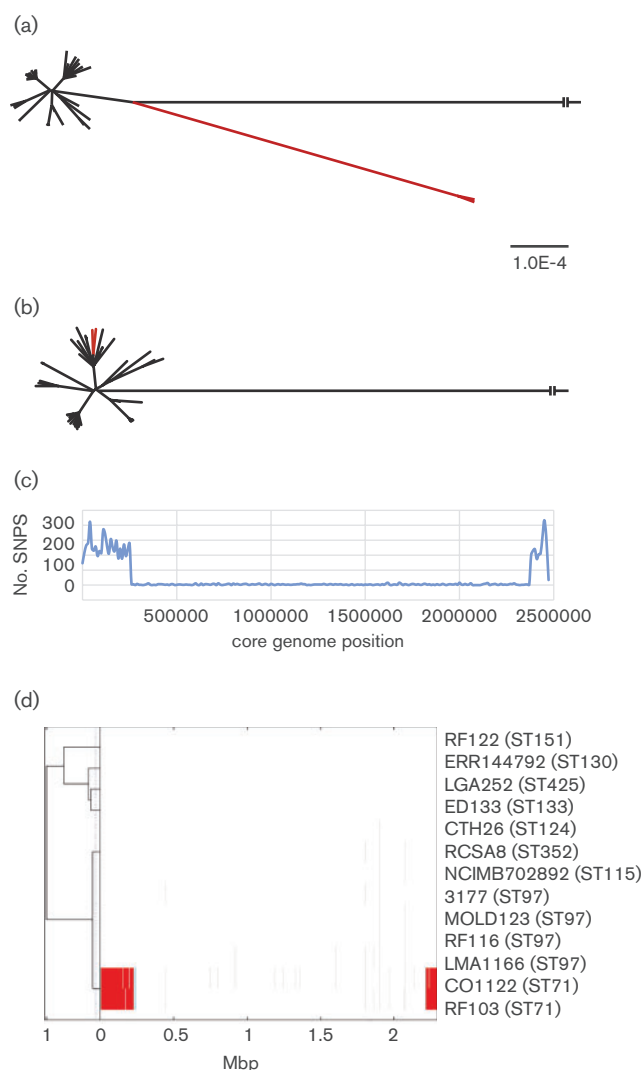 (a)
1.0E-4
(b)
(c)
No. SNPS
300
200
100
0
500000 1000000 1500000 2000000 2500000
core genome position
(d)
RF122 (ST151)
ERR144792 (ST130)
LGA252 (ST425)
ED133 (ST133)
CTH26 (ST124)
RCSA8 (ST352)
NCIMB702892 (ST115)
3177 (ST97)
MOLD123 (ST97)
RF116 (ST97)
LMA1166 (ST97)
CO1122 (ST71)
RF103 (ST71)
1 0 0.5 1 1.5 2
Mbp